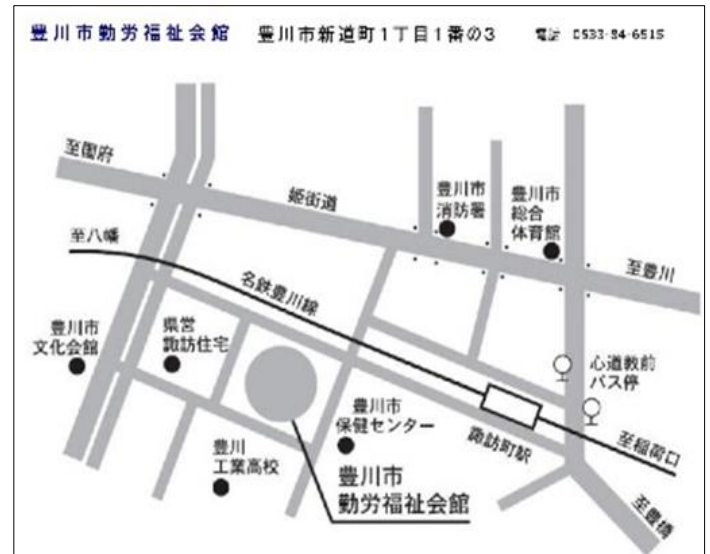 豊川市勤労福祉会館 豊川市新道町1丁目1番の3 電話 0533-84-6515
至国府
姫街道
豊川市
消防署
豊川市
総合
体育館
至八幡
至豊川
名鉄豊川線
豊川市
文化会館
県営
諏訪住宅
心道教前
バス停
豊川市
保健センター
諏訪町駅
至稲荷口
豊川
工業高校
豊川市
勤労福祉会館
至豊橋